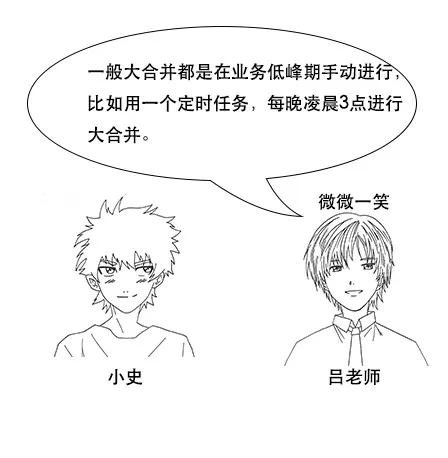 一般大合并都是在业务低峰期手动进行,
比如用一个定时任务，每晚凌晨3点进行
大合并。
微微一笑
小史
吕老师